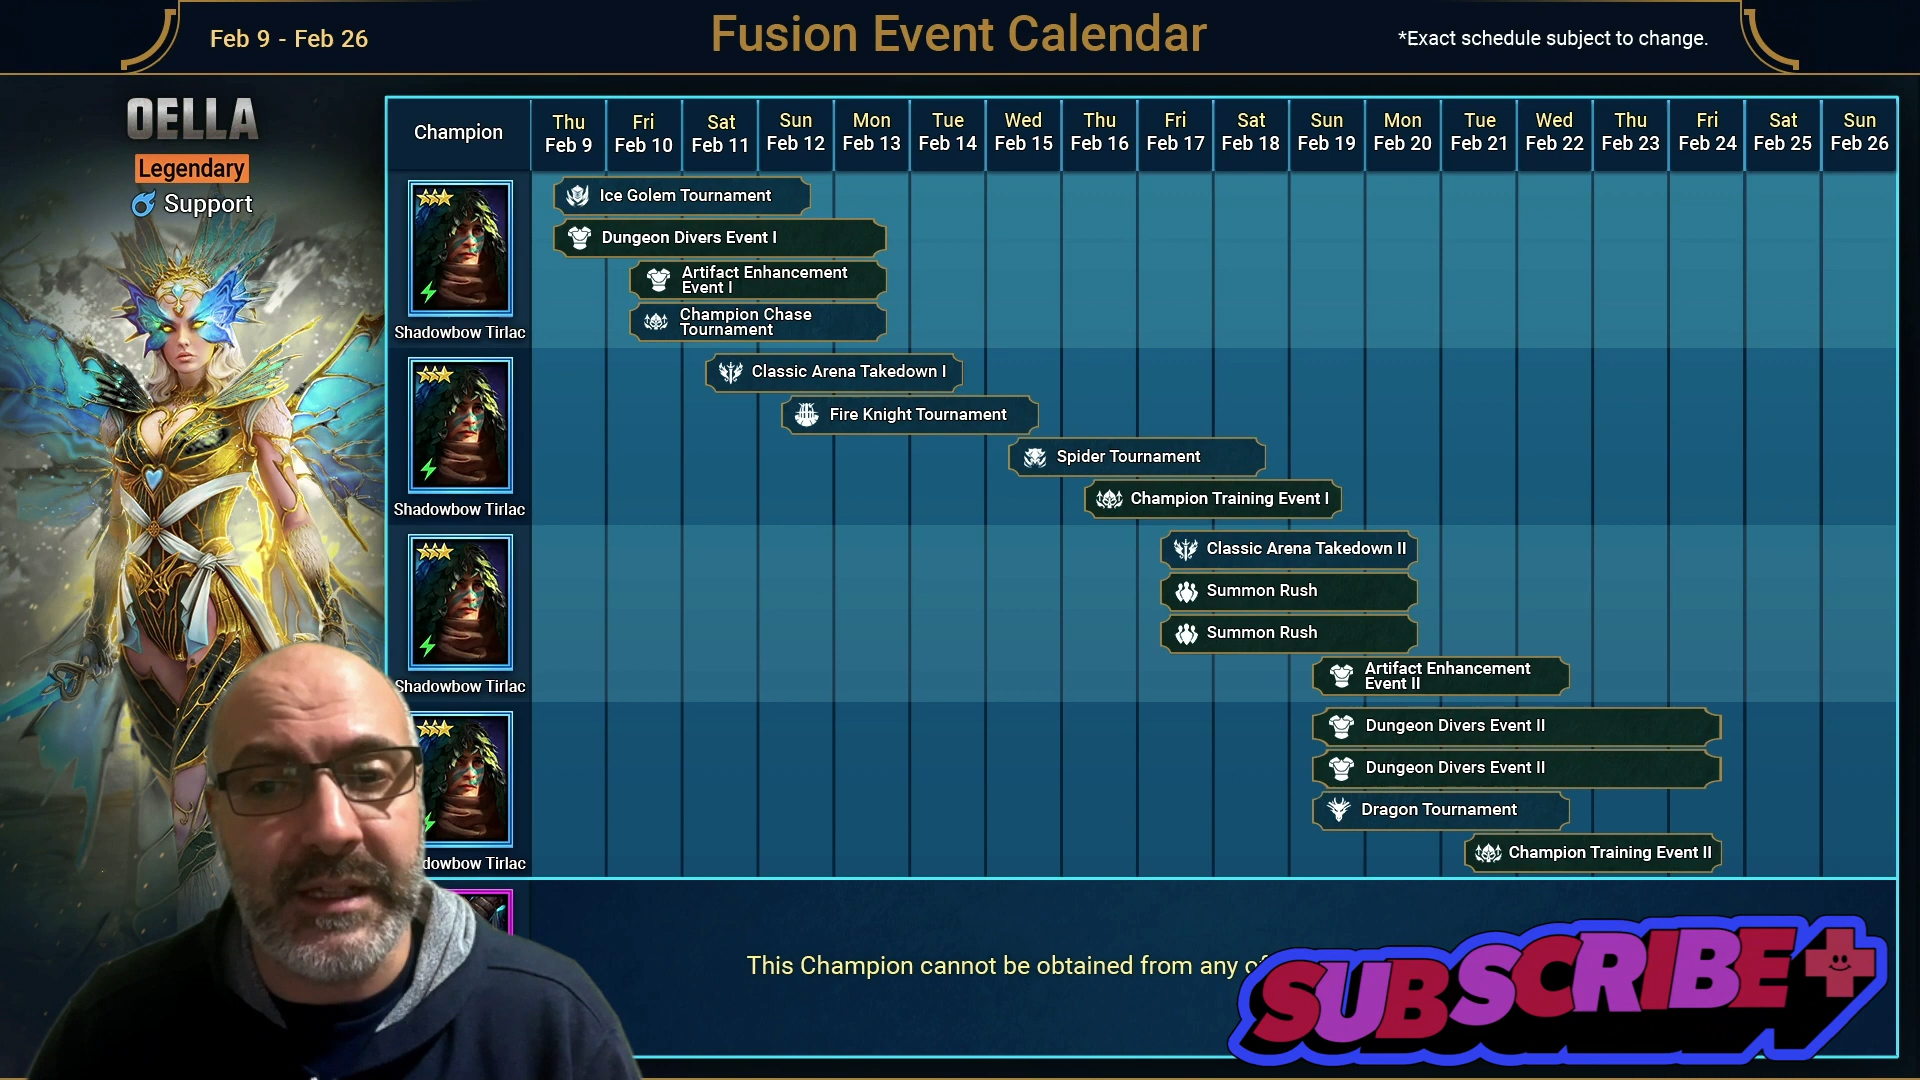 Feb 9 - Feb 26
Fusion Event Calendar
*Exact schedule subject to change.
OELLA
Legendary
Support
Champion
Thu
Feb 9
Fri
Feb 10
Sat
Feb 11
Sun
Feb 12
Mon
Feb 13
Tue
Feb 14
Wed
Feb 15
Thu
Feb 16
Fri
Feb 17
Sat
Feb 18
Sun
Feb 19
Mon
Feb 20
Tue
Feb 21
Wed
Feb 22
Thu
Feb 23
Fri
Feb 24
Sat
Feb 25
Sun
Feb 26
Shadowbow Tirlac
Ice Golem Tournament
Dungeon Divers Event I
Artifact Enhancement
Event I
Champion Chase
Tournament
Shadowbow Tirlac
Classic Arena Takedown I
Fire Knight Tournament
Spider Tournament
Champion Training Event I
Shadowbow Tirlac
Classic Arena Takedown II
Summon Rush
Summon Rush
Artifact Enhancement
Event II
dowbow Tirlac
Dungeon Divers Event II
Dungeon Divers Event II
Dragon Tournament
Champion Training Event II
This Champion cannot be obtained from any
SUBSCRIBE